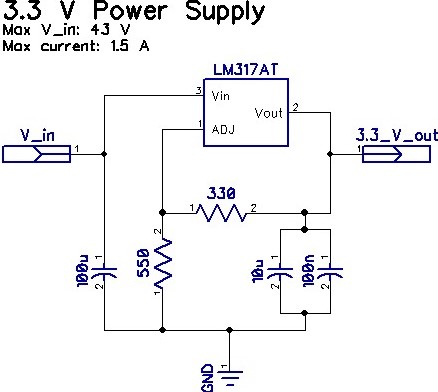 3.3 V Power Supply
Max V_in: 43 V
Max current: 1.5 A
LM317AT
3 Vin
Vout 2
1 ADJ
V_in
1
3.3_V_out
1
330
1 2
2
550
1
1
100u
2
1
10u
2
1
100n
2
GND